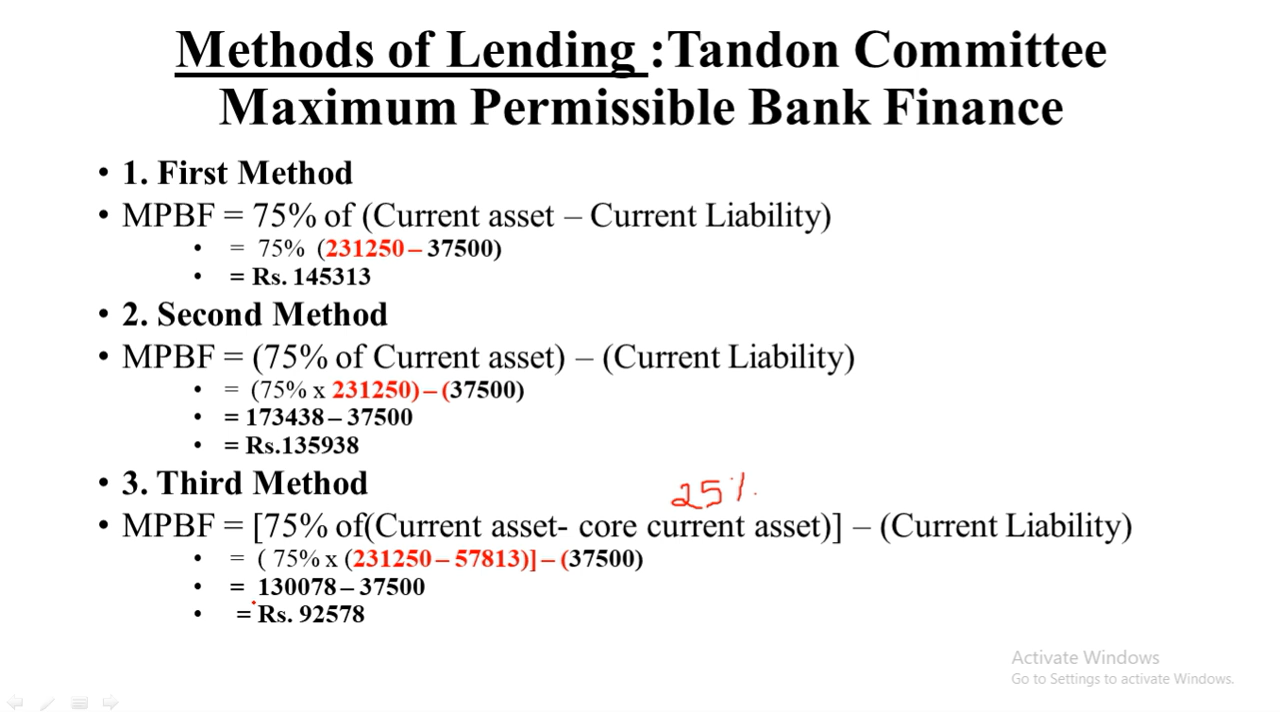 Methods of Lending :Tandon Committee
Maximum Permissible Bank Finance
• 1. First Method
• MPBF = 75% of (Current asset – Current Liability)
• = 75% (231250 – 37500)
• = Rs. 145313
• 2. Second Method
• MPBF = (75% of Current asset) – (Current Liability)
• = (75% x 231250) – (37500)
• = 173438 – 37500
• = Rs.135938
• 3. Third Method
25%
• MPBF = [75% of(Current asset- core current asset)] – (Current Liability)
• = ( 75% x (231250 – 57813)] – (37500)
• = 130078 – 37500
• = Rs. 92578
Activate Windows
Go to Settings to activate Windows.